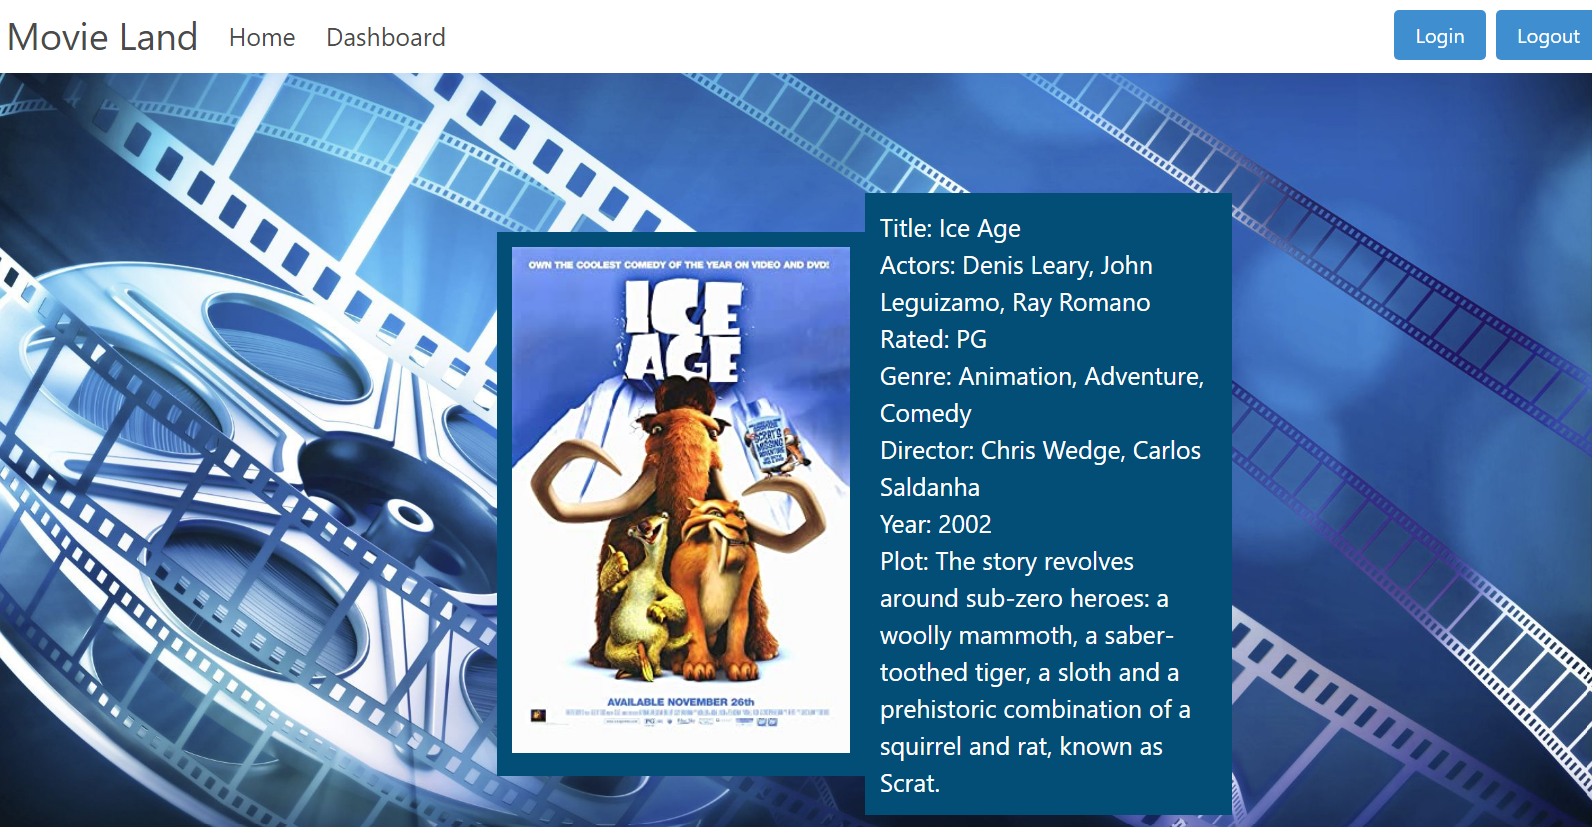 Movie Land Home Dashboard Login Logout
OWN THE COOLEST COMEDY OF THE YEAR ON VIDEO AND DVD!
ICE
AGE
SCRAT'S
MISSING
AVAILABLE NOVEMBER 26th
PG
Title: Ice Age
Actors: Denis Leary, John
Leguizamo, Ray Romano
Rated: PG
Genre: Animation, Adventure,
Comedy
Director: Chris Wedge, Carlos
Saldanha
Year: 2002
Plot: The story revolves
around sub-zero heroes: a
woolly mammoth, a saber-
toothed tiger, a sloth and a
prehistoric combination of a
squirrel and rat, known as
Scrat.